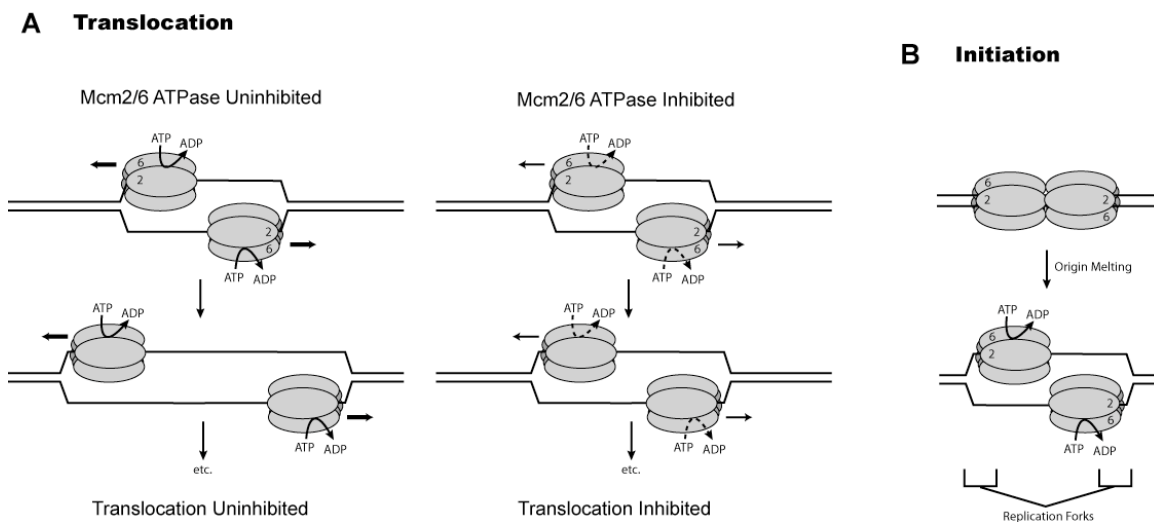 A Translocation
Mcm2/6 ATPase Uninhibited
ATP ADP
6
2
2
6
ATP ADP
ATP ADP
ATP ADP
etc.
Translocation Uninhibited
Mcm2/6 ATPase Inhibited
ATP ADP
6
2
2
6
ATP ADP
ATP ADP
ATP ADP
etc.
Translocation Inhibited
B Initiation
6
2 2
6
Origin Melting
ATP ADP
6
2
2
6
ATP ADP
Replication Forks